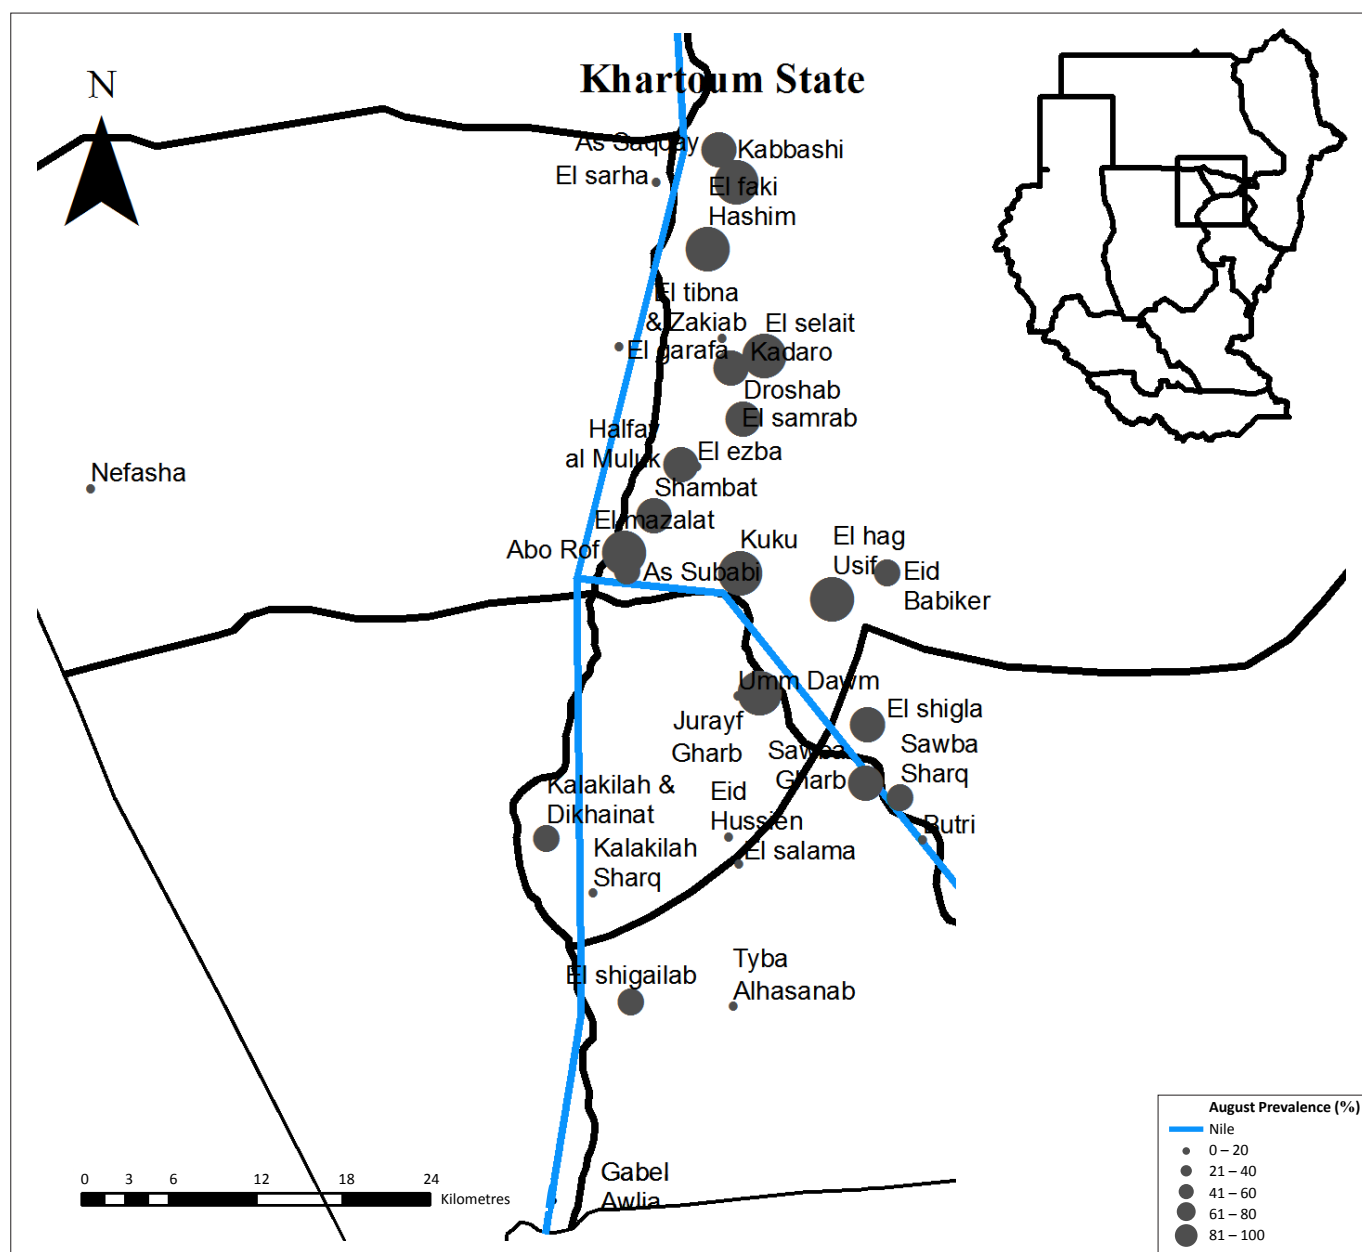 Khartoum State
N
As Saqqay
Kabbashi
El sarha
El faki
Hashim
El tibna
& Zakiab
El selait
El garafa
Kadaro
Droshab
El samrab
Halfay
al Muluk
El ezba
Nefasha
Shambat
El mazalat
Abo Rof
As Subabi
Kuku
El hag
Usif
Eid
Babiker
Umm Dawm
Jurayf
Gharb
El shigla
Sawba
Gharb
Sawba
Sharq
Kalakilah &
Dikhainat
Eid
Hussien
Butri
Kalakilah
Sharq
El salama
El shigailab
Tyba
Alhasanab
Gabel
Awlia
0 3 6 12 18 24
Kilometres
August Prevalence (%)
Nile
0 – 20
21 – 40
41 – 60
61 – 80
81 – 100